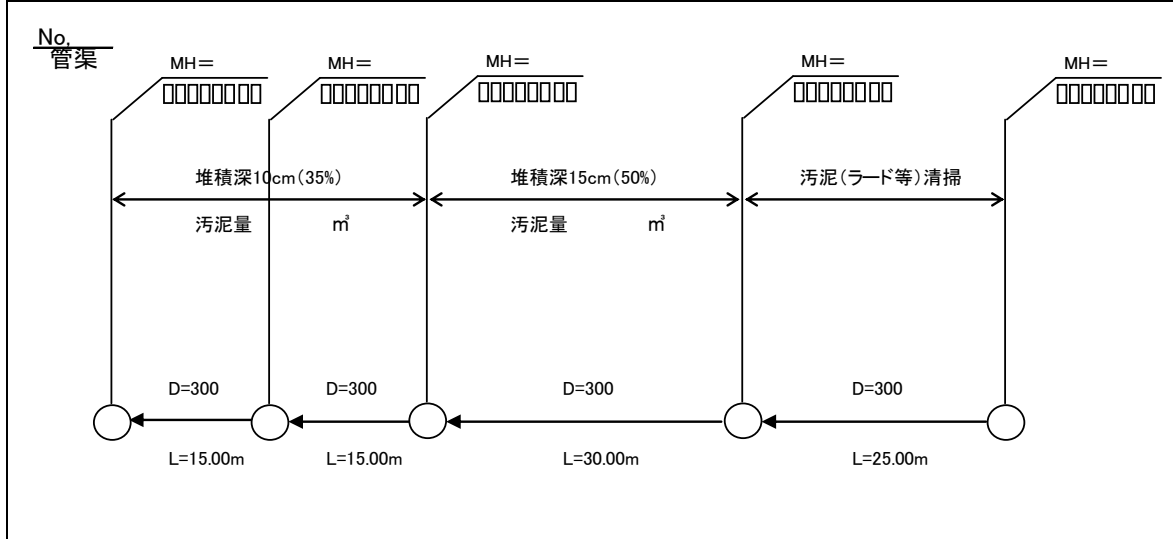 No.
管渠
MH＝
MH＝
MH＝
MH＝
MH＝
堆積深10cm(35%)
堆積深15cm(50%)
汚泥(ラード等)清掃
汚泥量 ㎥
汚泥量 ㎥
D=300
D=300
D=300
D=300
L=15.00m
L=15.00m
L=30.00m
L=25.00m